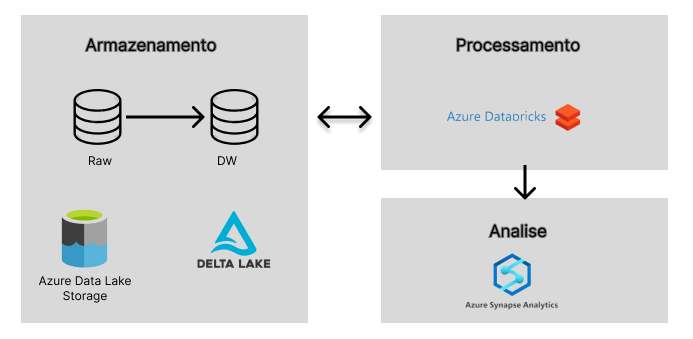 Armazenamento
Raw
DW
Azure Data Lake
Storage
DELTA LAKE
Processamento
Azure Databricks
Analise
Azure Synapse Analytics